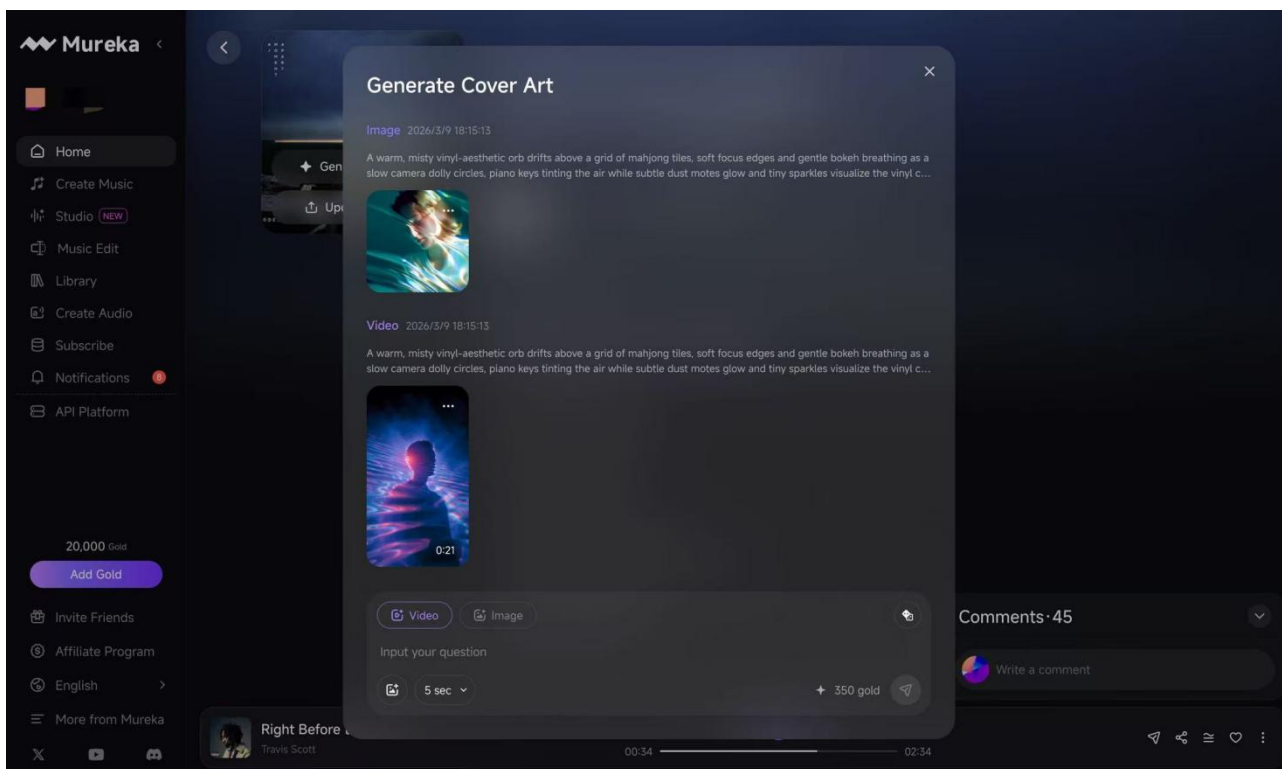 Mureka
Home
Create Music
Studio NEW
Music Edit
Library
Create Audio
Subscribe
Notifications 8
API Platform
20,000 Gold
Add Gold
Invite Friends
Affiliate Program
English
More from Mureka
Gen
Generate Cover Art
Image 2026/3/9 18:15:13
A warm, misty vinyl-aesthetic orb drifts above a grid of mahjong tiles, soft focus edges and gentle bokeh breathing as a
slow camera dolly circles, piano keys tinting the air while subtle dust motes glow and tiny sparkles visualize the vinyl c...
Video 2026/3/9 18:15:13
A warm, misty vinyl-aesthetic orb drifts above a grid of mahjong tiles, soft focus edges and gentle bokeh breathing as a
slow camera dolly circles, piano keys tinting the air while subtle dust motes glow and tiny sparkles visualize the vinyl c...
0:21
Video Image
Input your question
5 sec 350 gold
Comments·45
Write a comment
Right Before
Travis Scott
00:34 02:34